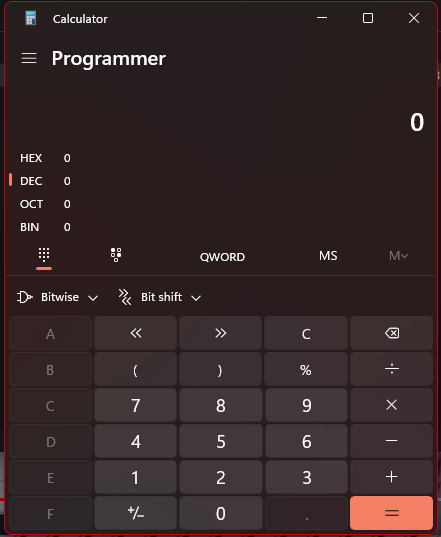 Calculator
Programmer
0
HEX 0
DEC 0
OCT 0
BIN 0
QWORD MS M
Bitwise Bit shift
A « » C
B ( ) % ÷
C 7 8 9 ×
D 4 5 6 −
E 1 2 3 +
F +/− 0 . =